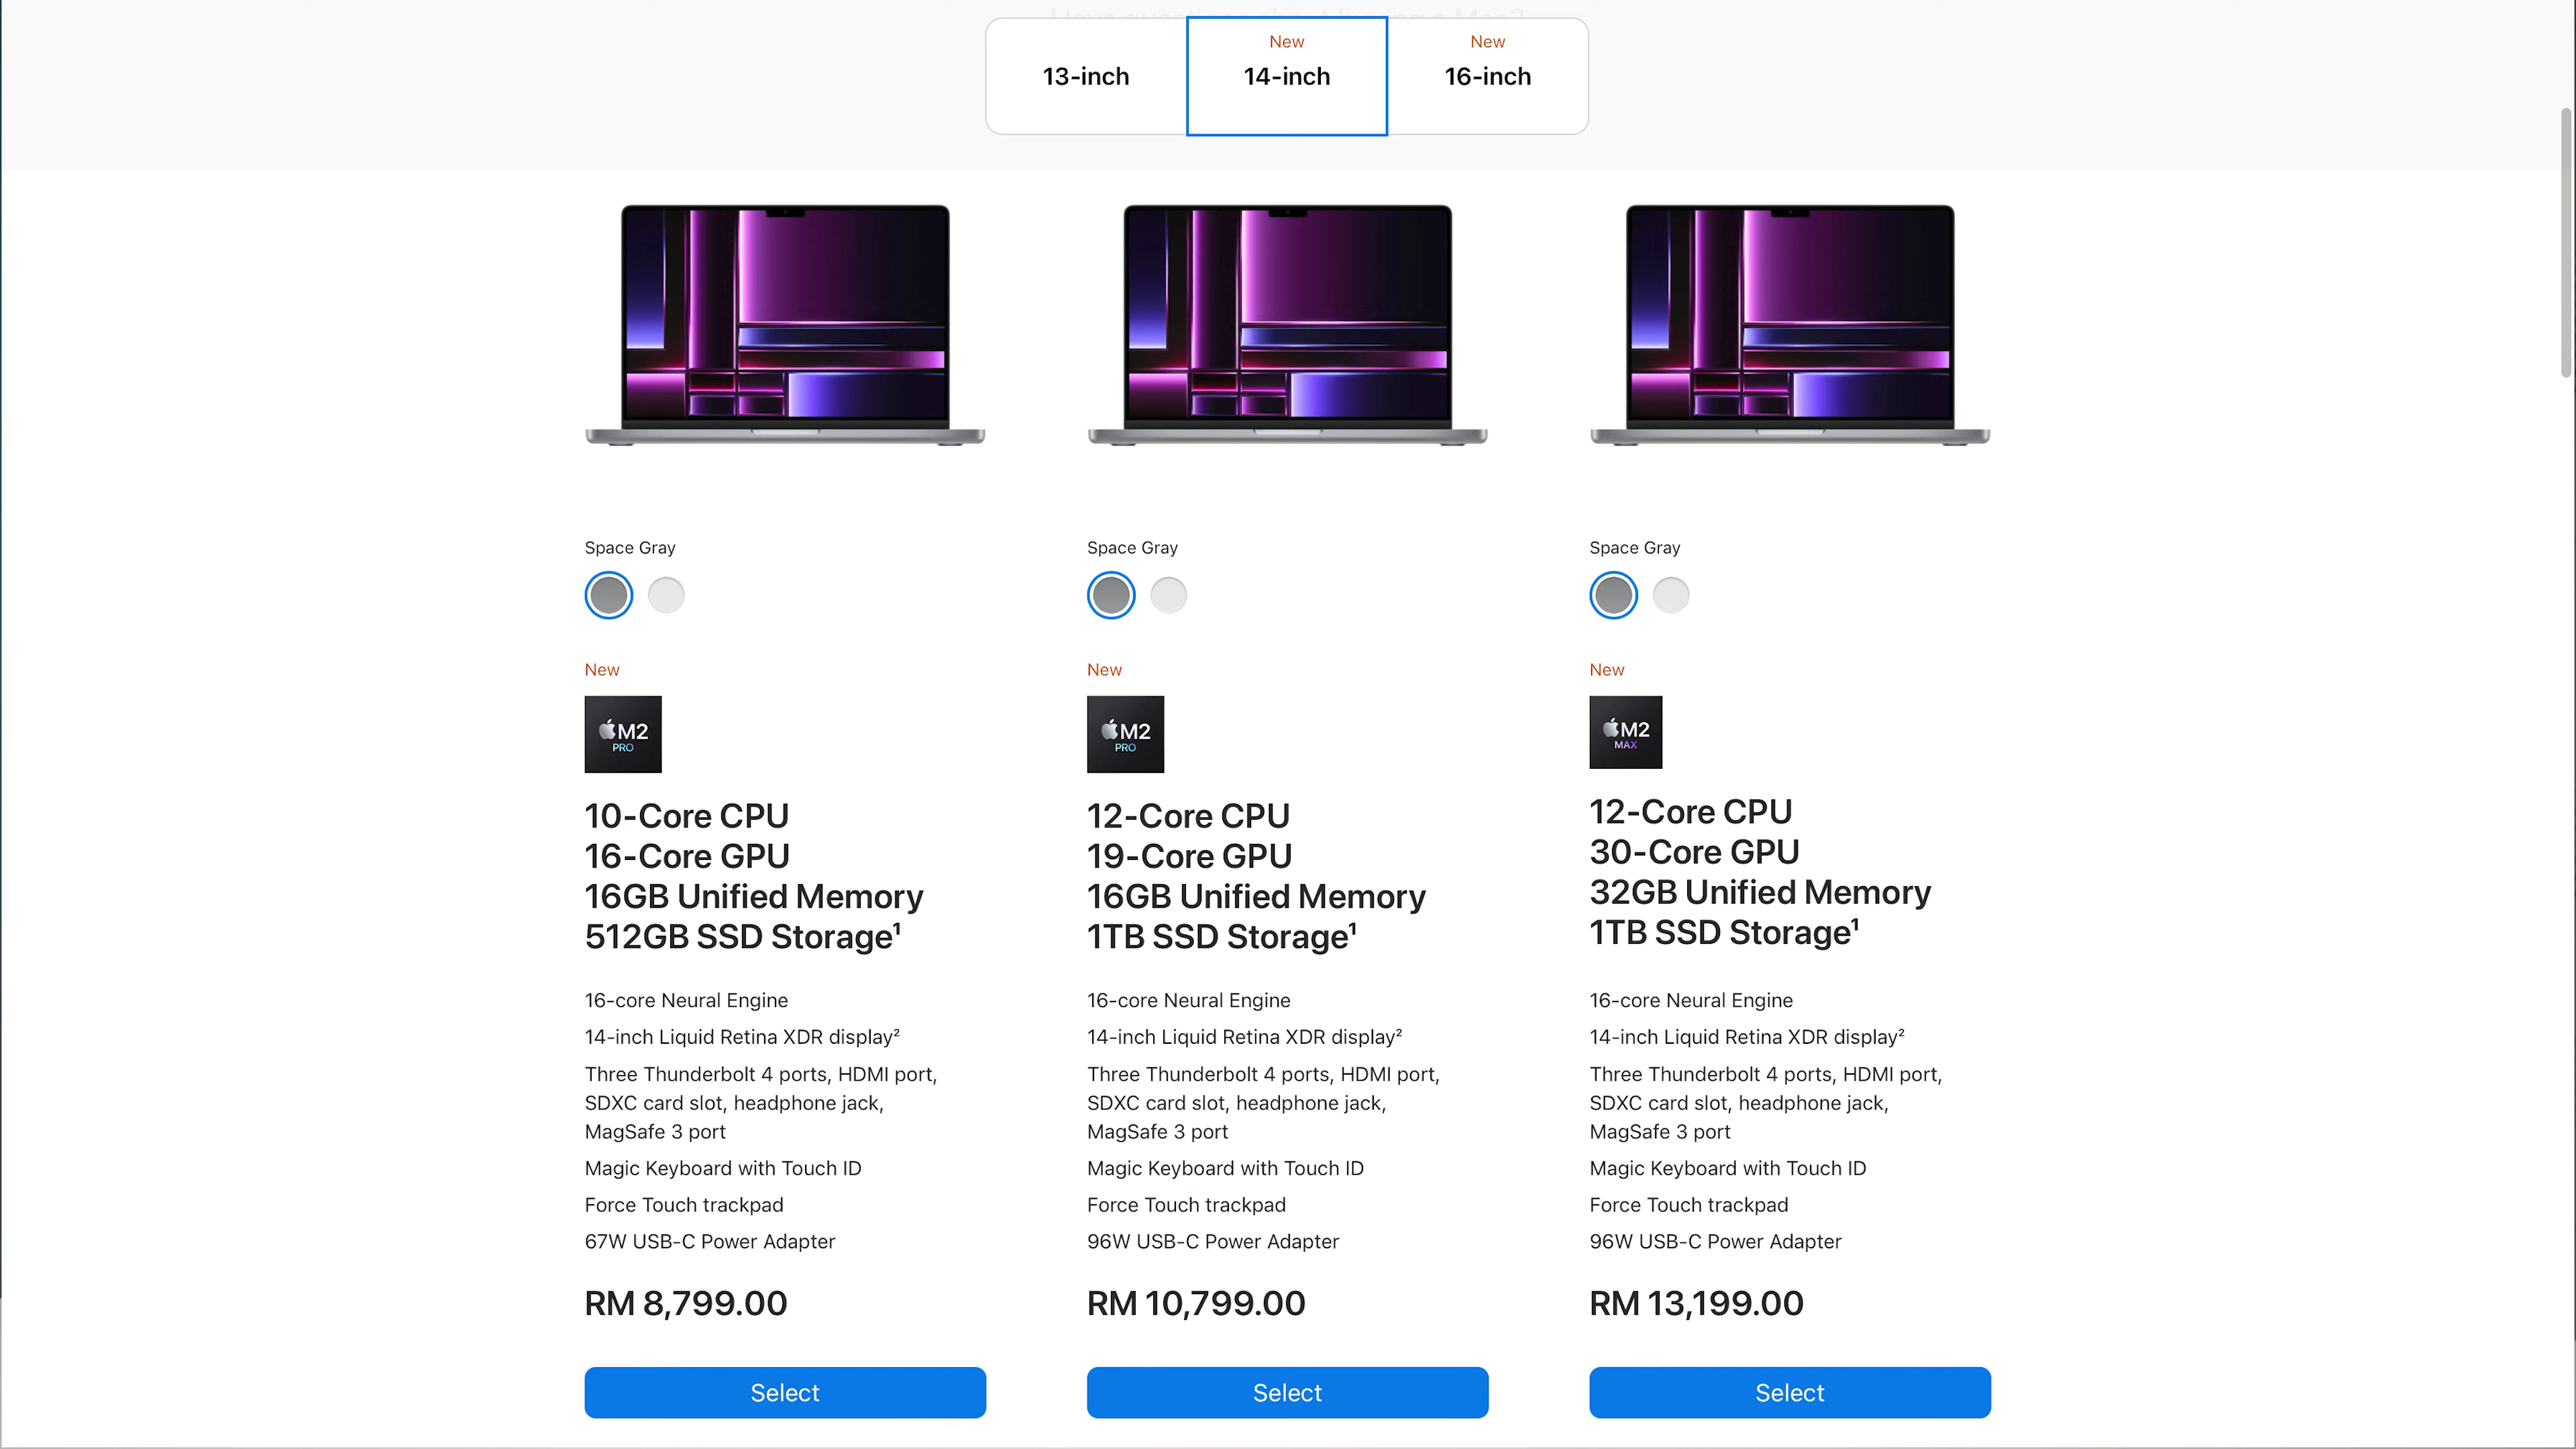 Have questions about buying a Mac?
13-inch
New
14-inch
New
16-inch
Space Gray
New
M2
PRO
10-Core CPU
16-Core GPU
16GB Unified Memory
512GB SSD Storage¹
16-core Neural Engine
14-inch Liquid Retina XDR display²
Three Thunderbolt 4 ports, HDMI port,
SDXC card slot, headphone jack,
MagSafe 3 port
Magic Keyboard with Touch ID
Force Touch trackpad
67W USB-C Power Adapter
RM 8,799.00
Select
Space Gray
New
M2
PRO
12-Core CPU
19-Core GPU
16GB Unified Memory
1TB SSD Storage¹
16-core Neural Engine
14-inch Liquid Retina XDR display²
Three Thunderbolt 4 ports, HDMI port,
SDXC card slot, headphone jack,
MagSafe 3 port
Magic Keyboard with Touch ID
Force Touch trackpad
96W USB-C Power Adapter
RM 10,799.00
Select
Space Gray
New
M2
MAX
12-Core CPU
30-Core GPU
32GB Unified Memory
1TB SSD Storage¹
16-core Neural Engine
14-inch Liquid Retina XDR display²
Three Thunderbolt 4 ports, HDMI port,
SDXC card slot, headphone jack,
MagSafe 3 port
Magic Keyboard with Touch ID
Force Touch trackpad
96W USB-C Power Adapter
RM 13,199.00
Select